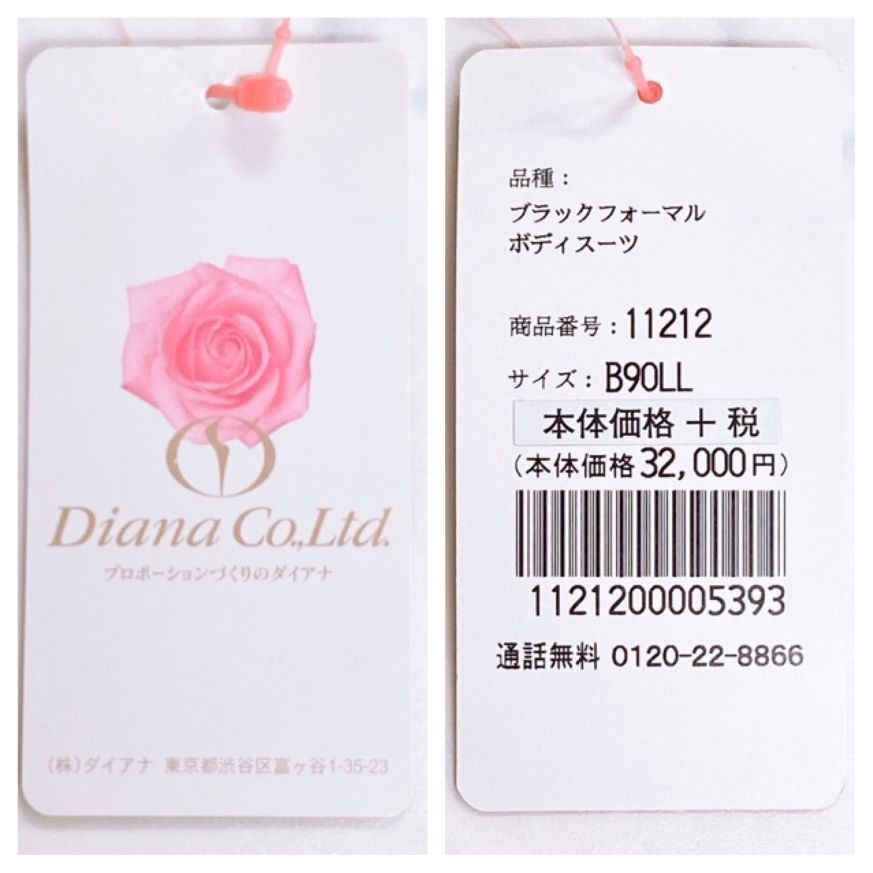 Diana Co.,Ltd.
プロポーションづくりのダイアナ
(株)ダイアナ 東京都渋谷区富ヶ谷1-35-23
品種：
ブラックフォーマル
ボディスーツ
商品番号：11212
サイズ：B90LL
本体価格＋税
(本体価格32,000円)
1121200005393
通話無料 0120-22-8866